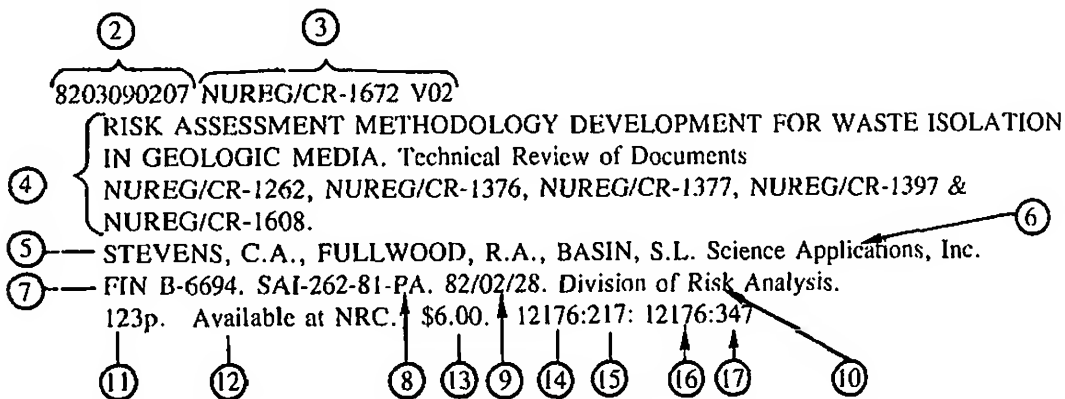 2 3
8203090207 NUREG/CR-1672 V02
RISK ASSESSMENT METHODOLOGY DEVELOPMENT FOR WASTE ISOLATION
IN GEOLOGIC MEDIA. Technical Review of Documents
4 NUREG/CR-1262, NUREG/CR-1376, NUREG/CR-1377, NUREG/CR-1397 &
NUREG/CR-1608. 6
5 STEVENS, C.A., FULLWOOD, R.A., BASIN, S.L. Science Applications, Inc.
7 FIN B-6694. SAI-262-81-PA. 82/02/28. Division of Risk Analysis.
123p. Available at NRC. $6.00. 12176:217: 12176:347
11 12 8 13 9 14 15 16 17 10